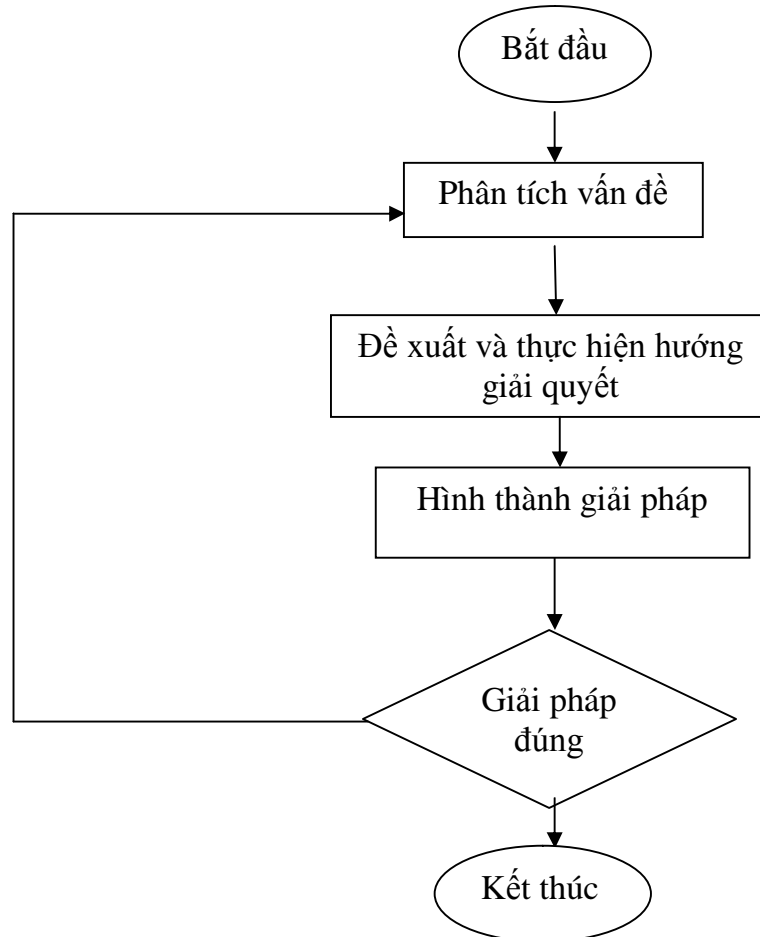 Bắt đầu
Phân tích vấn đề
Đề xuất và thực hiện hướng
giải quyết
Hình thành giải pháp
Giải pháp
đúng
Kết thúc